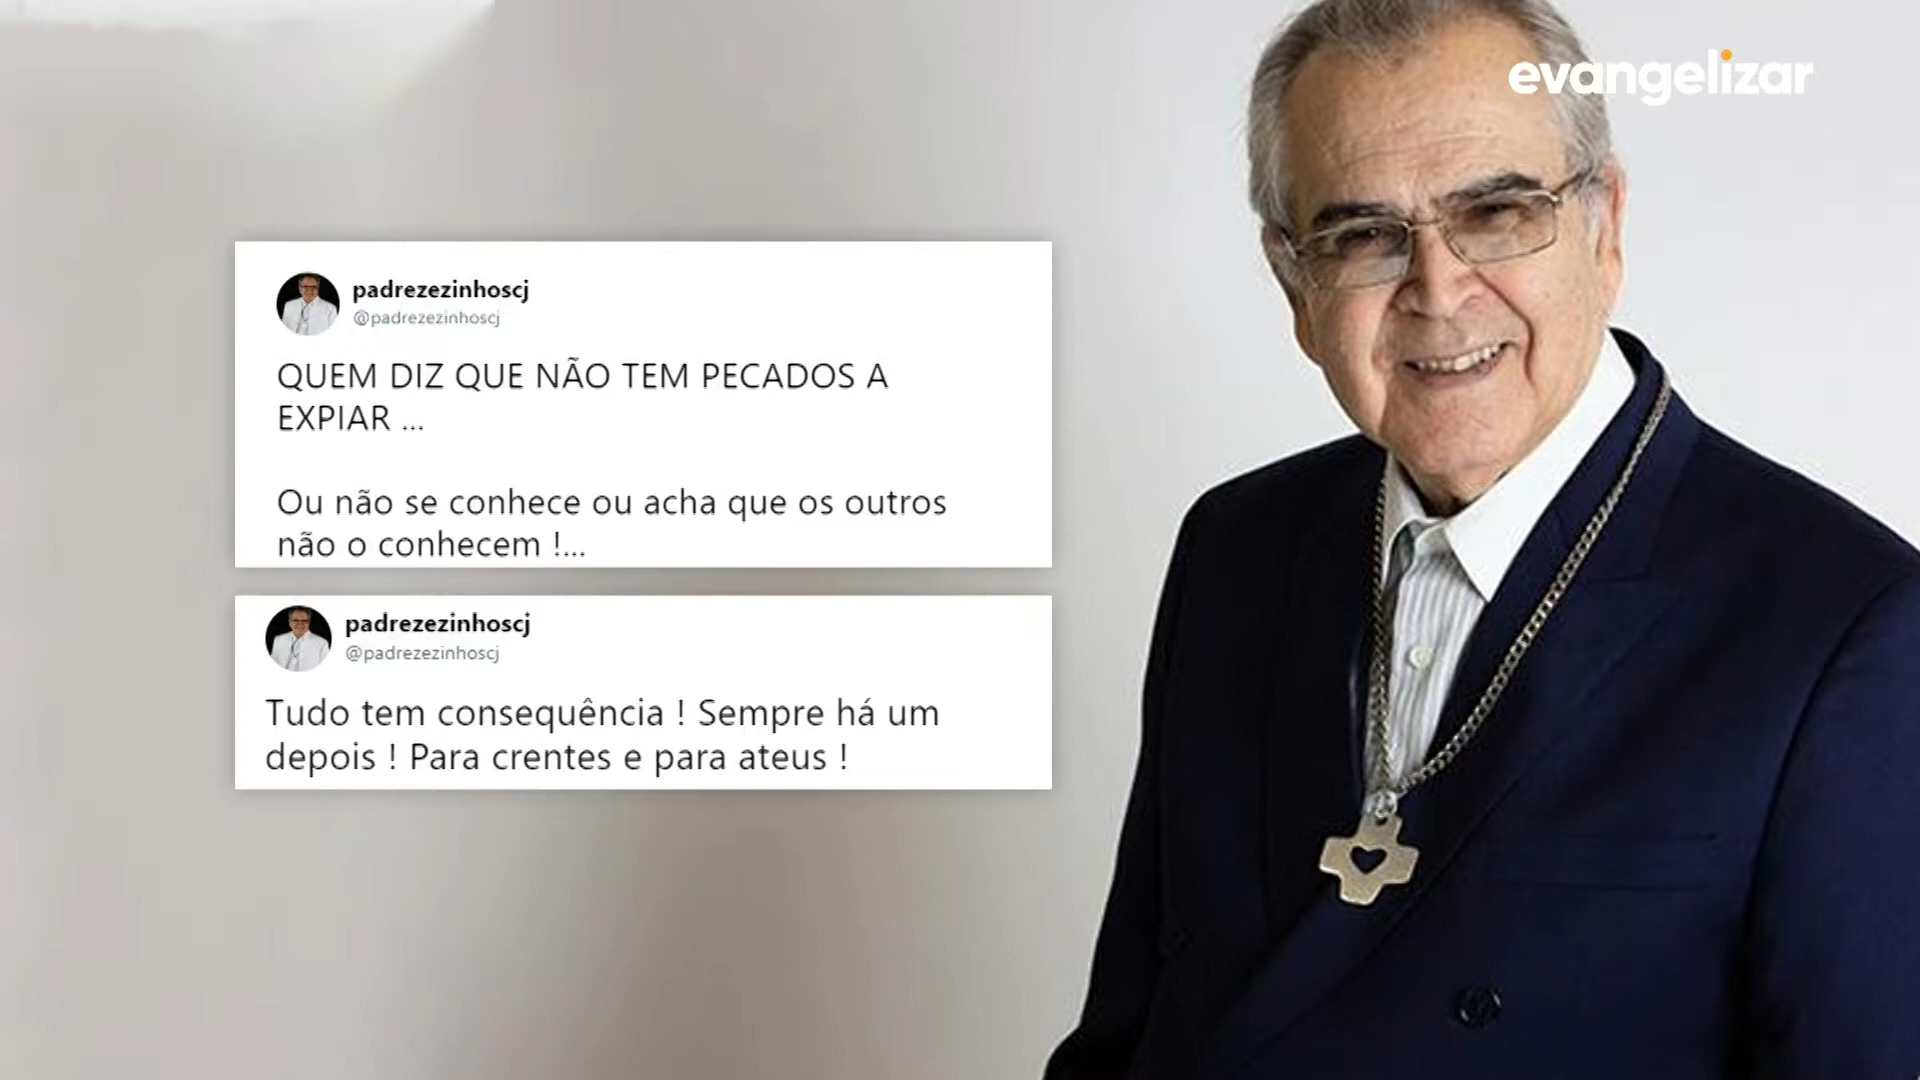 evangelizar
padrezezinhoscj
@padrezezinhoscj
QUEM DIZ QUE NÃO TEM PECADOS A
EXPIAR ...
Ou não se conhece ou acha que os outros
não o conhecem !...
padrezezinhoscj
@padrezezinhoscj
Tudo tem consequência ! Sempre há um
depois ! Para crentes e para ateus !